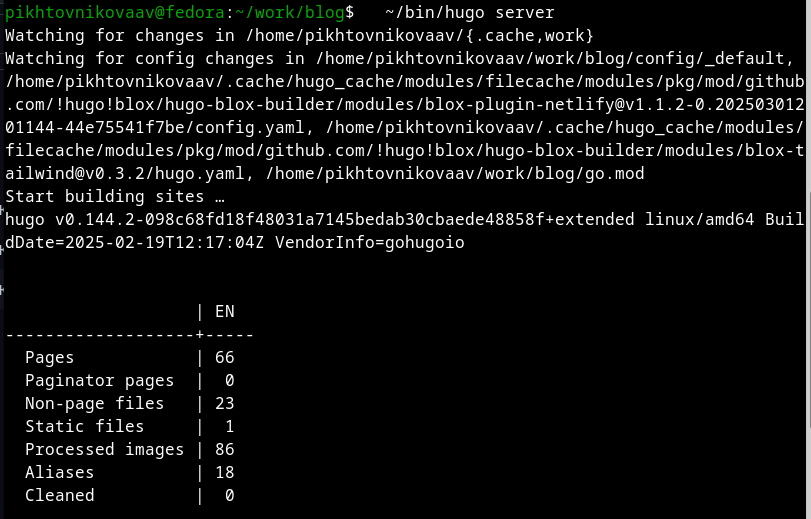 pikhtovnikovaav@fedora:~/work/blog$   ~/bin/hugo server
Watching for changes in /home/pikhtovnikovaav/{.cache,work}
Watching for config changes in /home/pikhtovnikovaav/work/blog/config/_default,
/home/pikhtovnikovaav/.cache/hugo_cache/modules/filecache/modules/pkg/mod/github
.com/!hugo!blox/hugo-blox-builder/modules/blox-plugin-netlify@v1.1.2-0.202503012
01144-44e75541f7be/config.yaml, /home/pikhtovnikovaav/.cache/hugo_cache/modules/
filecache/modules/pkg/mod/github.com/!hugo!blox/hugo-blox-builder/modules/blox-t
ailwind@v0.3.2/hugo.yaml, /home/pikhtovnikovaav/work/blog/go.mod
Start building sites …
hugo v0.144.2-098c68fd18f48031a7145bedab30cbaede48858f+extended linux/amd64 Buil
dDate=2025-02-19T12:17:04Z VendorInfo=gohugoio
                   | EN
-------------------+-----
  Pages            | 66
  Paginator pages  |  0
  Non-page files   | 23
  Static files     |  1
  Processed images | 86
  Aliases          | 18
  Cleaned          |  0